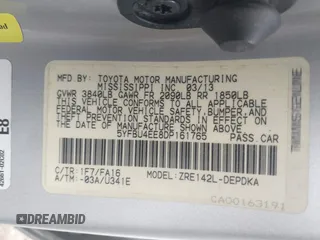 MFD. BY:
TOYOTA MOTOR MANUFACTURING
MISSISSIPPI INC 03/13
GVWR 3840LB GAWR FR 2090LB RR 1850LB
THIS VEHICLE CONFORMS TO ALL APPLICABLE
FEDERAL MOTOR VEHICLE SAFETY, BUMPER, AND
THEFT PREVENTION STANDARDS IN EFFECT ON
THE DATE OF MANUFACTURE SHOWN ABOVE.
5YFBU4EE8DP161765 PASS.CAR
C/TR:1F7/FA16 MODEL:ZRE142L-DEPDKA
A/TM:-03A/U341E
CA00163191
E8
DREAMBID